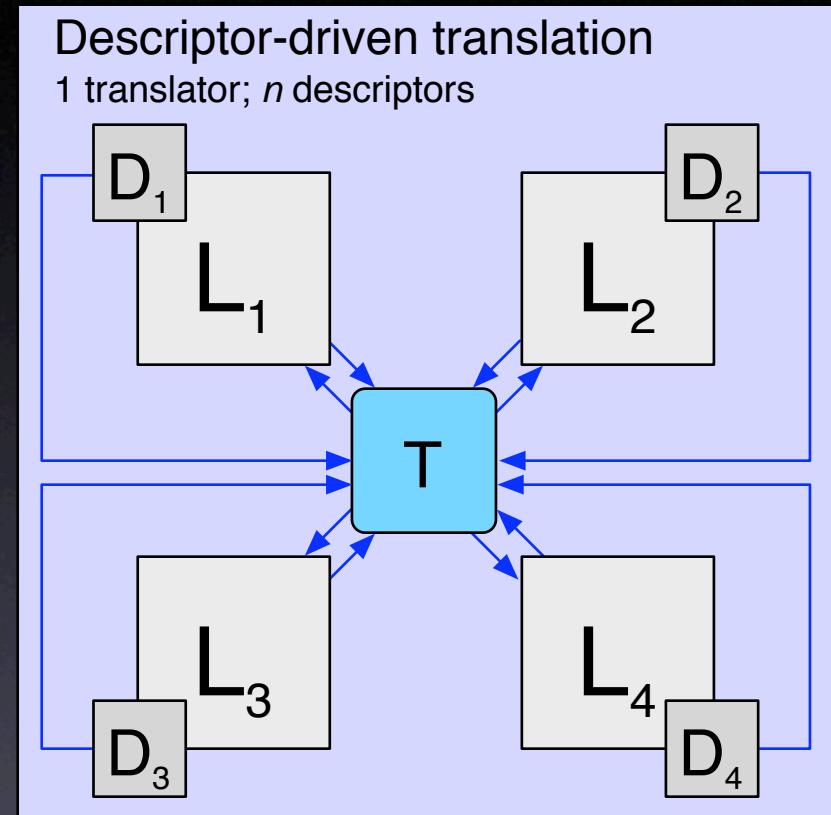 Descriptor-driven translation
1 translator; n descriptors
D1
D2
L1
L2
T
L3
L4
D3
D4